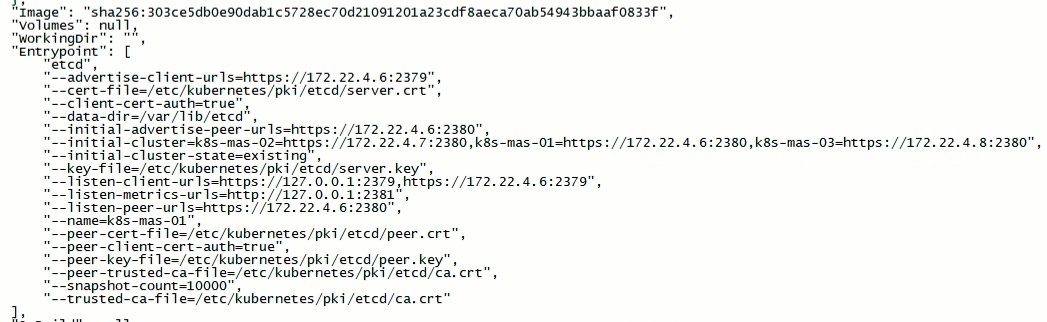 },
"Image": "sha256:303ce5db0e90dab1c5728ec70d21091201a23cdf8aeca70ab54943bbaaf0833f",
"Volumes": null,
"WorkingDir": "",
"Entrypoint": [
"etcd",
"--advertise-client-urls=https://172.22.4.6:2379",
"--cert-file=/etc/kubernetes/pki/etcd/server.crt",
"--client-cert-auth=true",
"--data-dir=/var/lib/etcd",
"--initial-advertise-peer-urls=https://172.22.4.6:2380",
"--initial-cluster=k8s-mas-02=https://172.22.4.7:2380,k8s-mas-01=https://172.22.4.6:2380,k8s-mas-03=https://172.22.4.8:2380",
"--initial-cluster-state=existing",
"--key-file=/etc/kubernetes/pki/etcd/server.key",
"--listen-client-urls=https://127.0.0.1:2379,https://172.22.4.6:2379",
"--listen-metrics-urls=http://127.0.0.1:2381",
"--listen-peer-urls=https://172.22.4.6:2380",
"--name=k8s-mas-01",
"--peer-cert-file=/etc/kubernetes/pki/etcd/peer.crt",
"--peer-client-cert-auth=true",
"--peer-key-file=/etc/kubernetes/pki/etcd/peer.key",
"--peer-trusted-ca-file=/etc/kubernetes/pki/etcd/ca.crt",
"--snapshot-count=10000",
"--trusted-ca-file=/etc/kubernetes/pki/etcd/ca.crt"
],